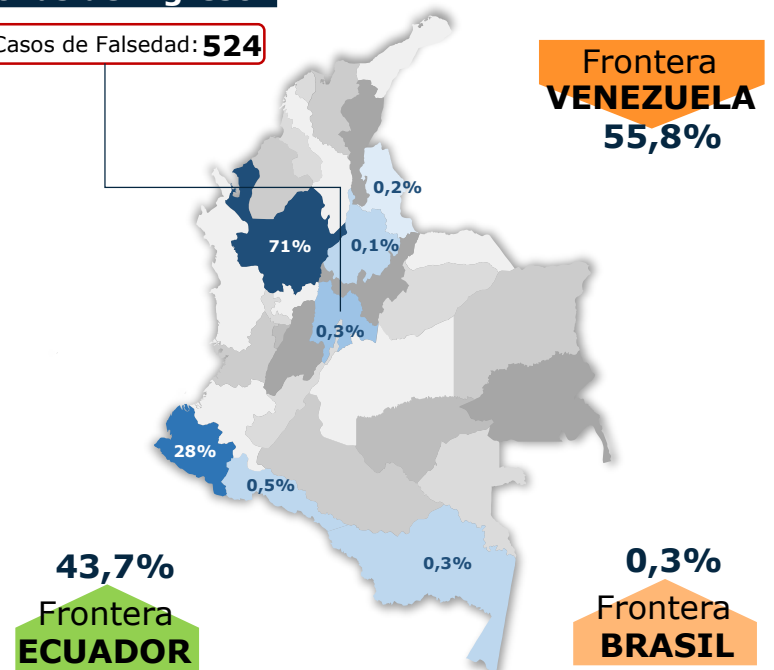 Casos de Falsedad: 524
Frontera
VENEZUELA
55,8%
0,2%
71%
0,1%
0,3%
28%
0,5%
0,3%
43,7%
Frontera
ECUADOR
0,3%
Frontera
BRASIL